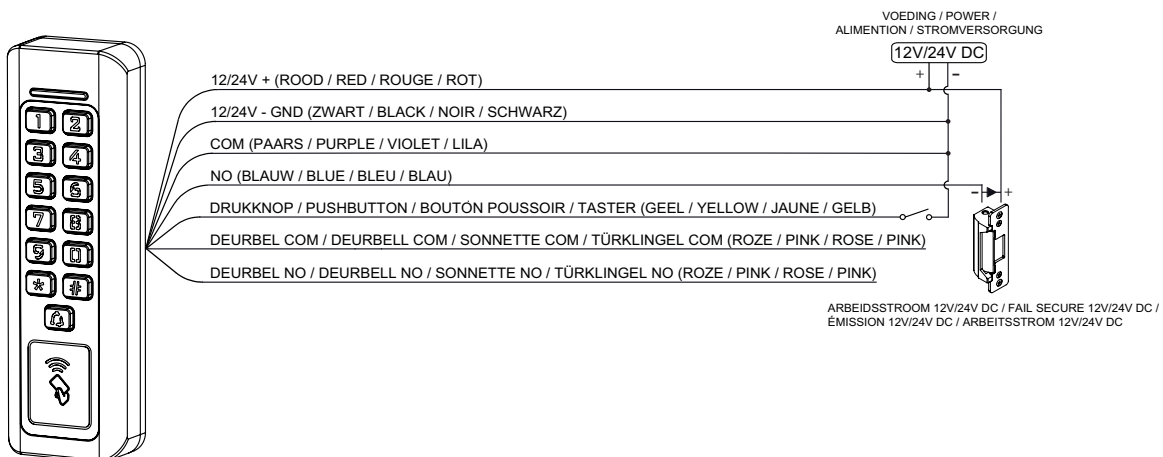 VOEDING / POWER /
ALIMENTION / STROMVERSORGUNG
12V/24V DC
+ -
12/24V + (ROOD / RED / ROUGE / ROT)
12/24V - GND (ZWART / BLACK / NOIR / SCHWARZ)
COM (PAARS / PURPLE / VIOLET / LILA)
NO (BLAUW / BLUE / BLEU / BLAU)
- +
DRUKKNOP / PUSHBUTTON / BOUTÓN POUSSOIR / TASTER (GEEL / YELLOW / JAUNE / GELB)
DEURBEL COM / DEURBELL COM / SONNETTE COM / TÜRKLINGEL COM (ROZE / PINK / ROSE / PINK)
DEURBEL NO / DEURBELL NO / SONNETTE NO / TÜRKLINGEL NO (ROZE / PINK / ROSE / PINK)
ARBEIDSSTROOM 12V/24V DC / FAIL SECURE 12V/24V DC /
ÉMISSION 12V/24V DC / ARBEITSSTROM 12V/24V DC
1 2
3 4
5 6
7 8
9 0
* #